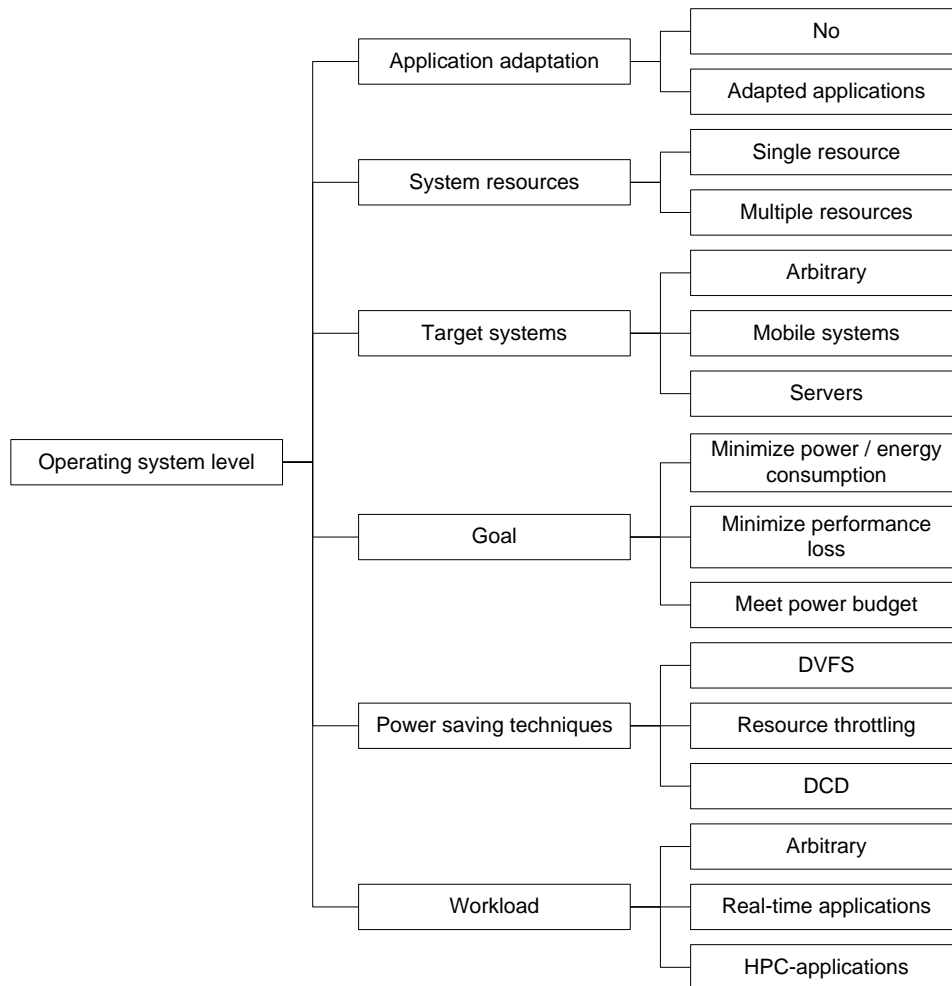 No
Application adaptation
Adapted applications
Single resource
System resources
Multiple resources
Arbitrary
Target systems
Mobile systems
Servers
Operating system level
Minimize power / energy
consumption
Goal
Minimize performance
loss
Meet power budget
DVFS
Power saving techniques
Resource throttling
DCD
Arbitrary
Workload
Real-time applications
HPC-applications